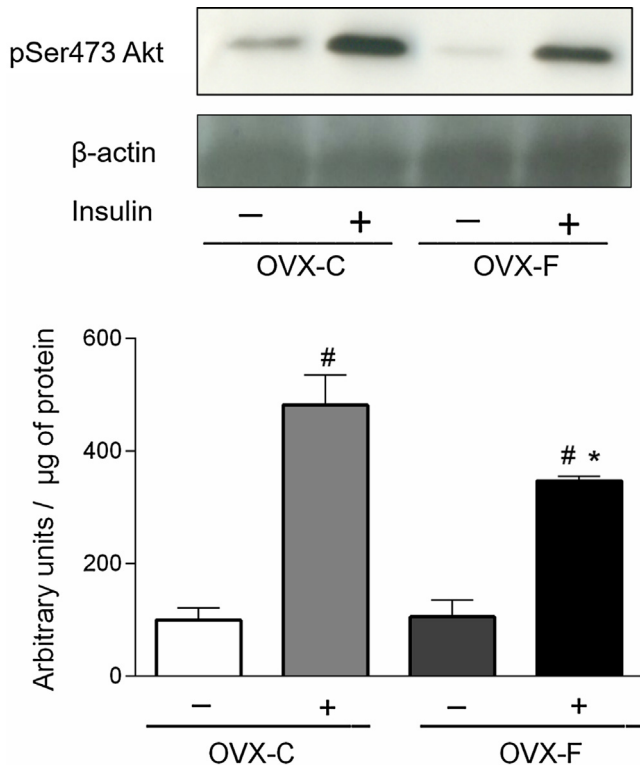 pSer473 Akt
β-actin
Insulin − + − +
OVX-C OVX-F
600
400
200
0
Arbitrary units / µg of protein
#
# *
− + − +
OVX-C OVX-F